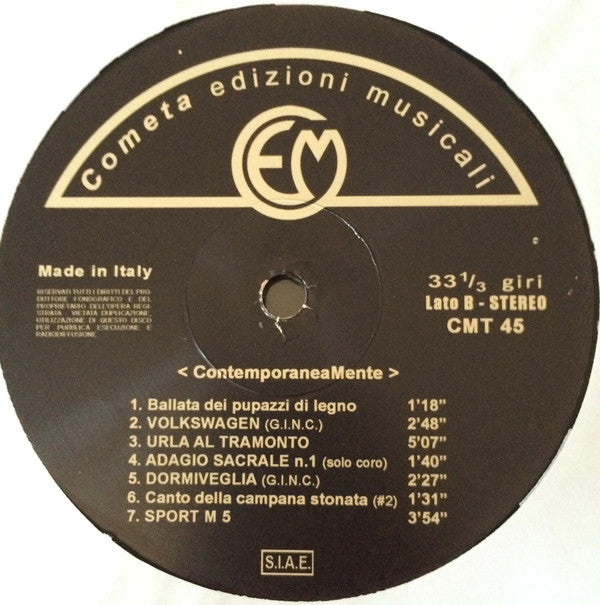 Cometa edizioni musicali
CEM
Made in Italy
RISERVATI TUTTI I DIRITTI DEL PRO
DUTTORE FONOGRAFICO E DEL
PROPRIETARIO DELL'OPERA REGI
STRATA . VIETATA DUPLICAZIONE,
UTILIZZAZIONE DI QUESTO DISCO
PER PUBBLICA ESECUZIONE E
RADIODIFFUSIONE.
33 1/3 giri
Lato B - STEREO
CMT 45
< ContemporaneaMente >
1. Ballata dei pupazzi di legno 1'18"
2. VOLKSWAGEN (G.I.N.C.) 2'48"
3. URLA AL TRAMONTO 5'07"
4. ADAGIO SACRALE n.1 (solo coro) 1'40"
5. DORMIVEGLIA (G.I.N.C.) 2'27"
6. Canto della campana stonata (#2) 1'31"
7. SPORT M 5 3'54"
S.I.A.E.